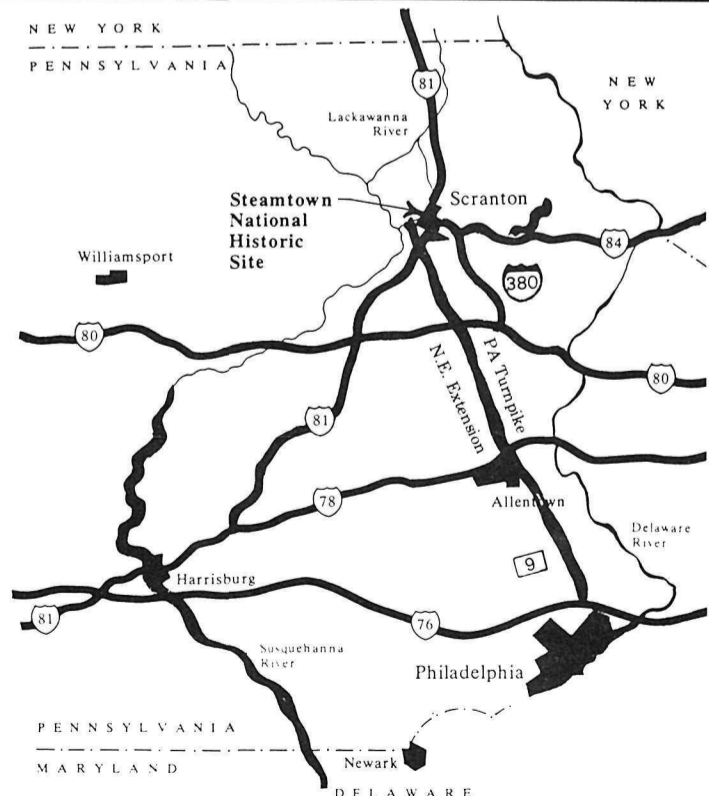 NEW YORK
PENNSYLVANIA
81
NEW
YORK
Lackawanna
River
Steamtown
National
Historic
Site
Scranton
84
Williamsport
380
80
PA Turnpike
N.E. Extension
80
81
78
Allentown
Delaware
River
9
Harrisburg
81
76
Susquehanna
River
Philadelphia
PENNSYLVANIA
MARYLAND
Newark
DELAWARE